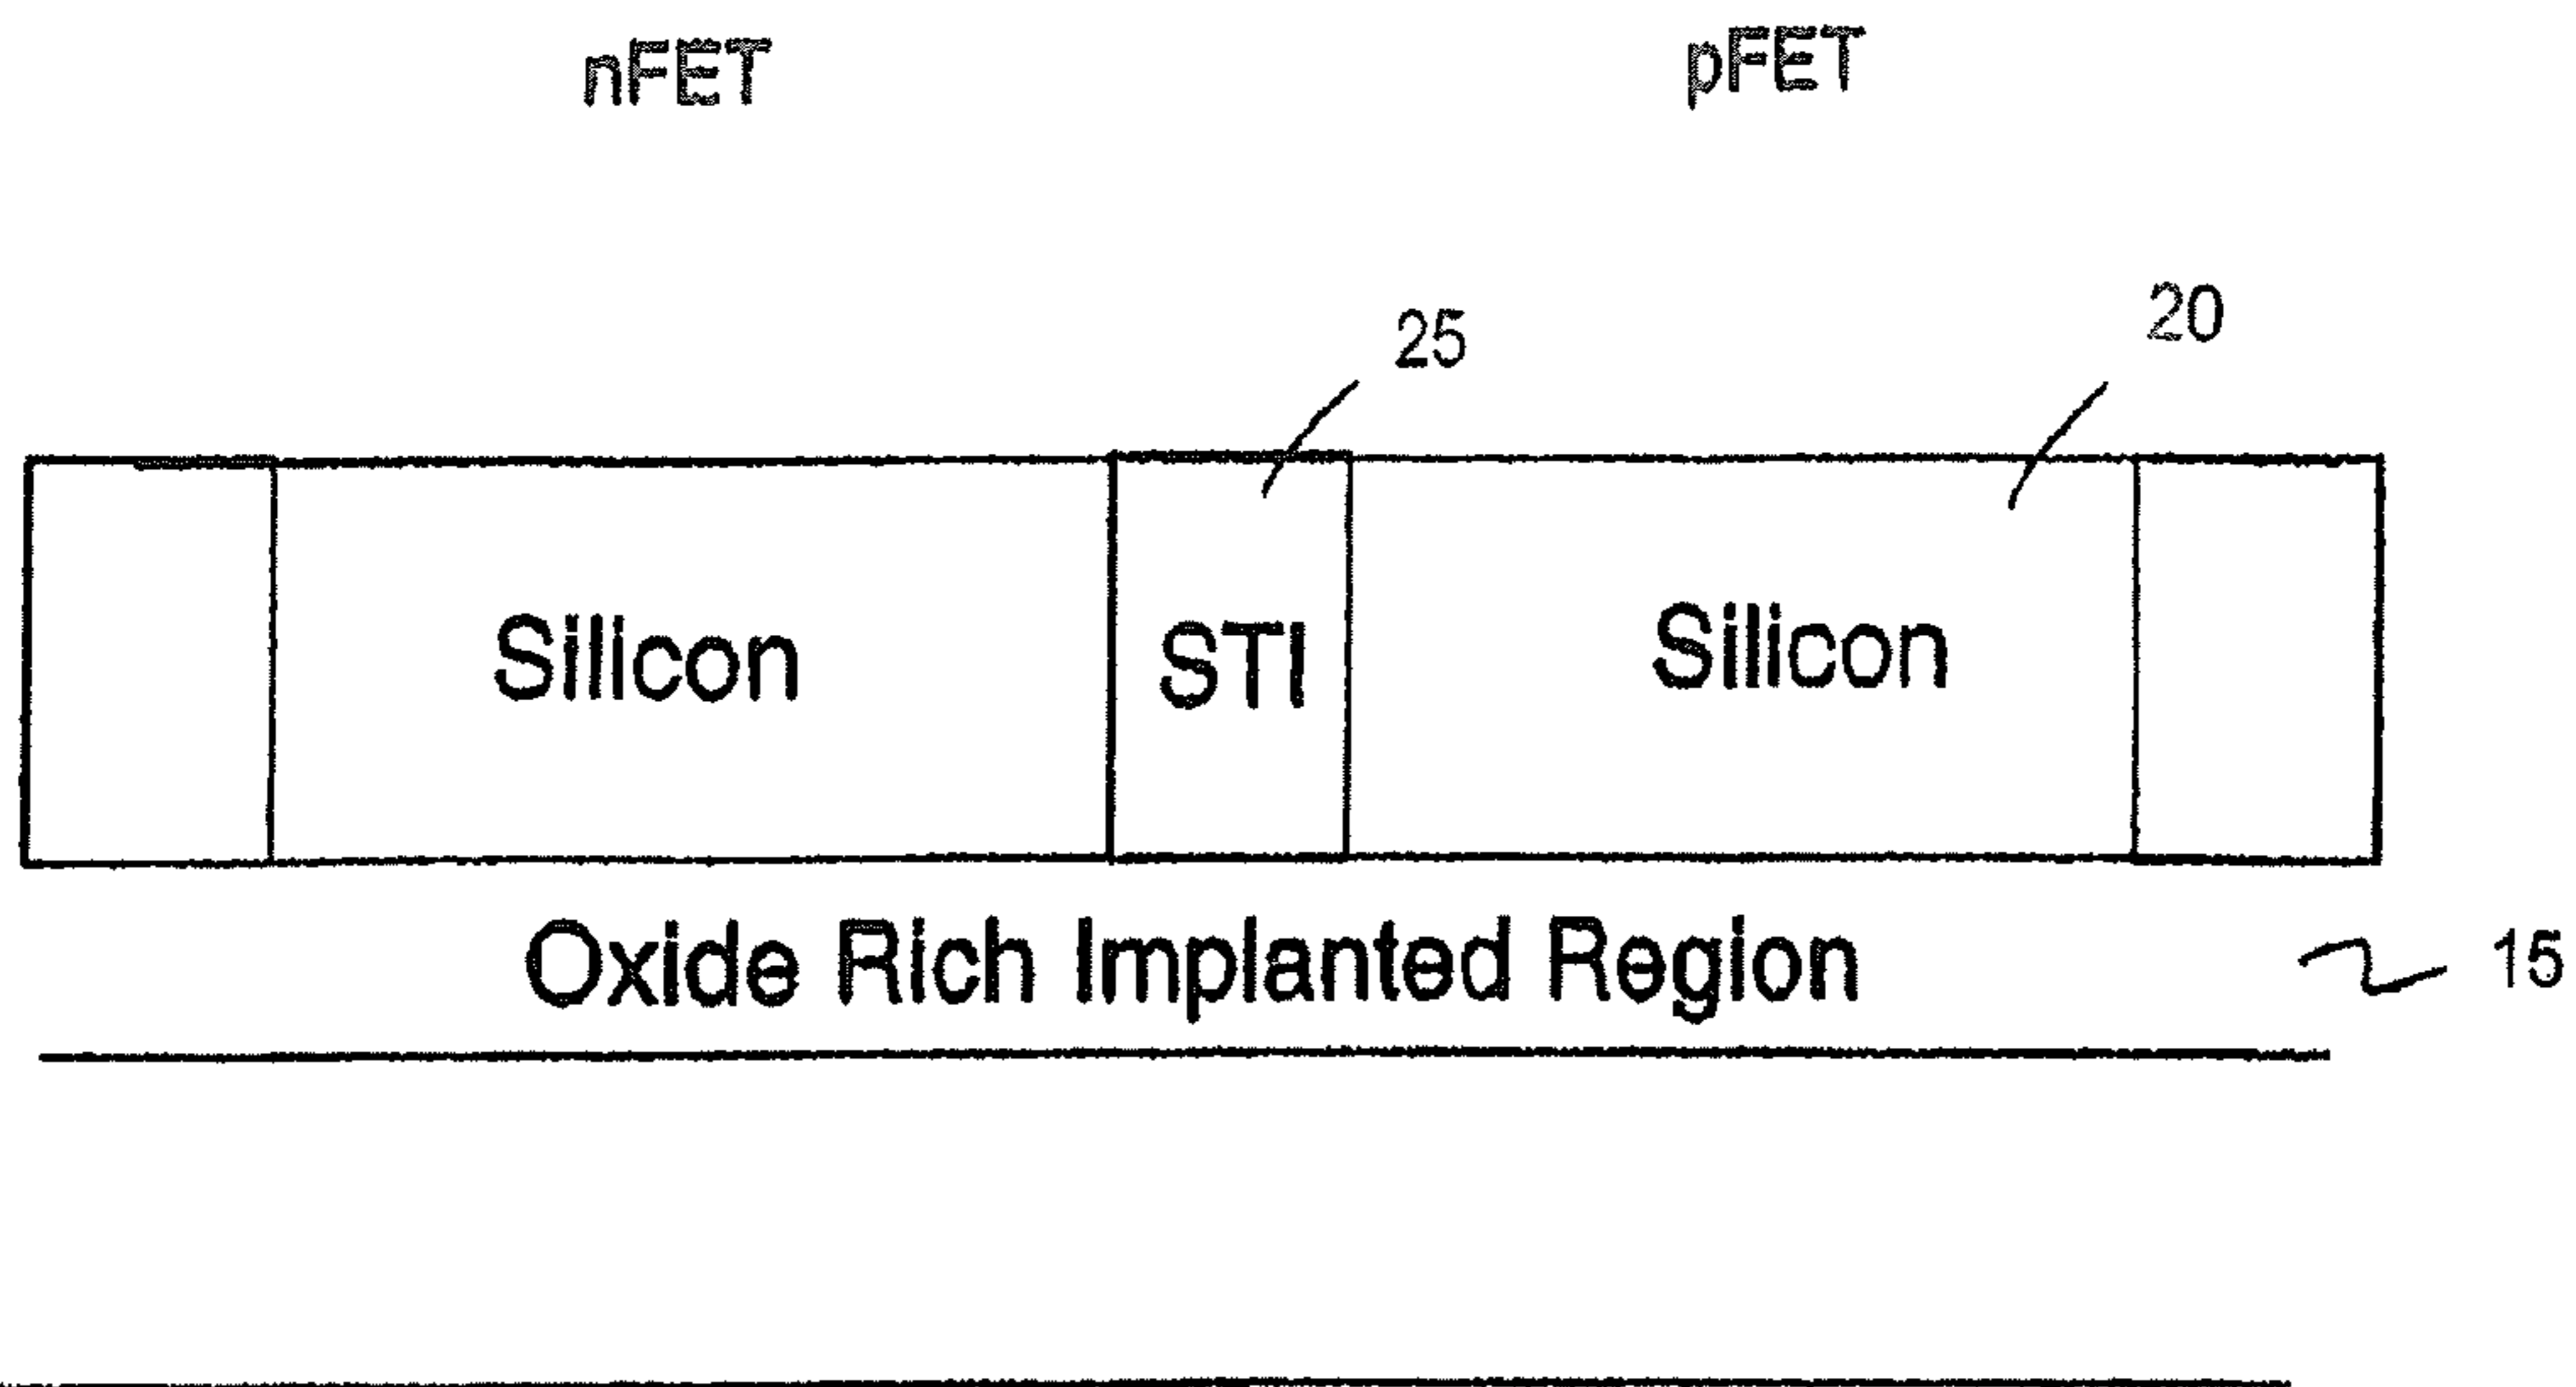 nFET
pFET
25
20
Silicon
STI
Silicon
Oxide Rich Implanted Region
15